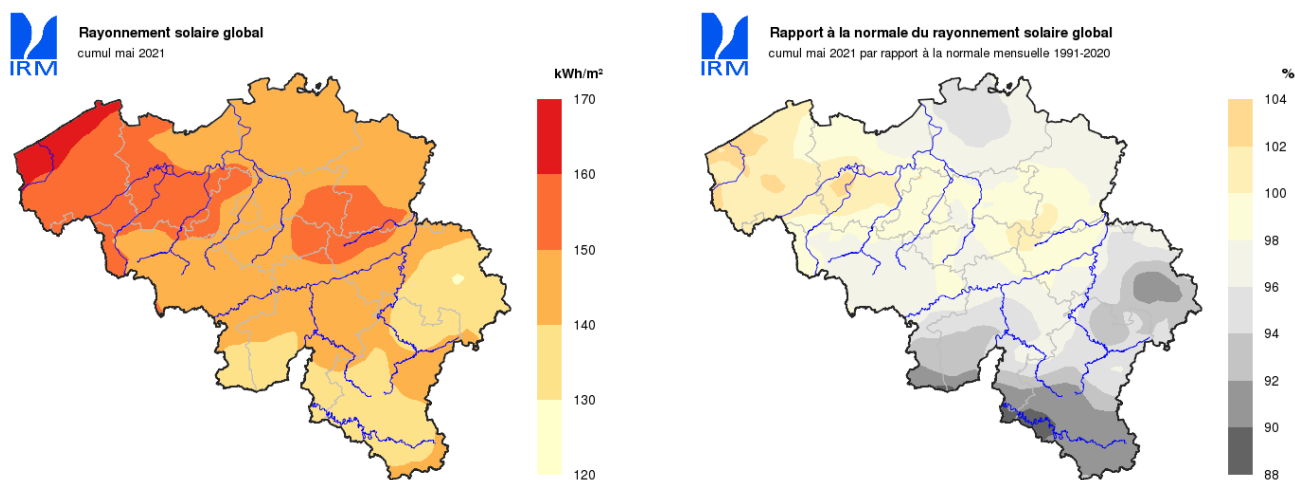 IRM
Rayonnement solaire global
cumul mai 2021
kWh/m²
170
160
150
140
130
120
IRM
Rapport à la normale du rayonnement solaire global
cumul mai 2021 par rapport à la normale mensuelle 1991-2020
%
104
102
100
98
96
94
92
90
88